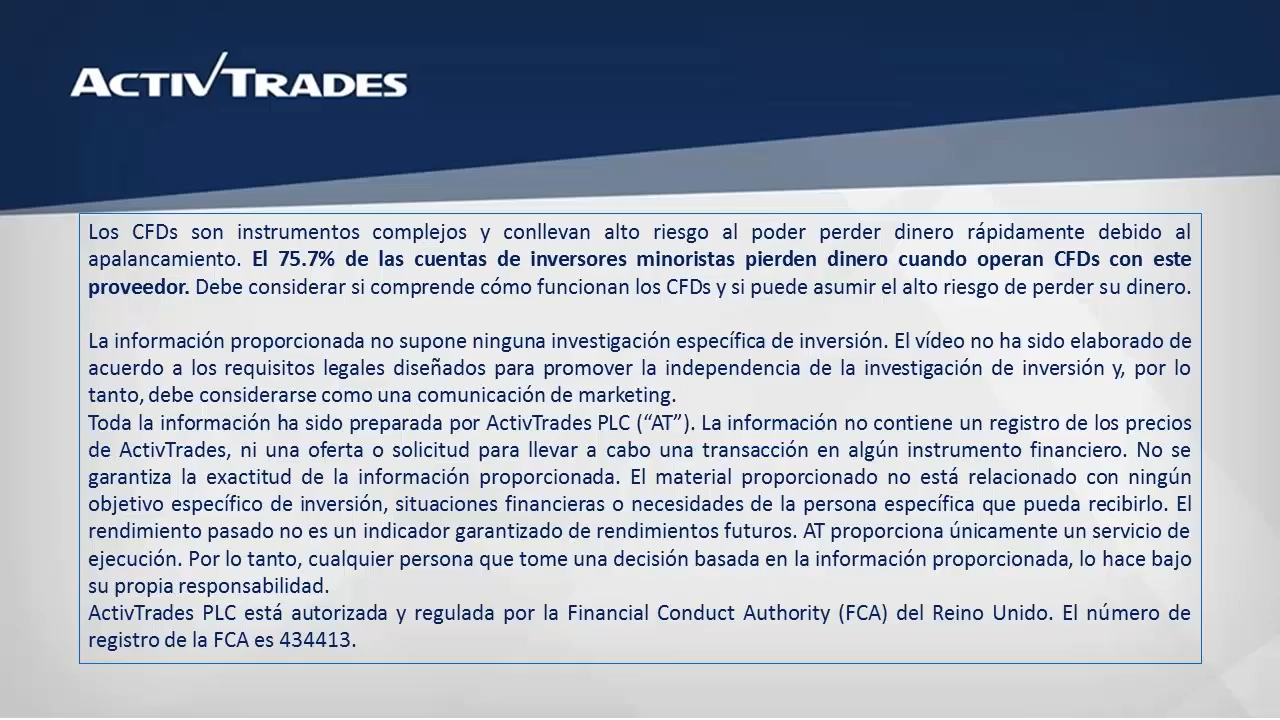 ACTIVTRADES
Los CFDs son instrumentos complejos y conllevan alto riesgo al poder perder dinero rápidamente debido al
apalancamiento. El 75.7% de las cuentas de inversores minoristas pierden dinero cuando operan CFDs con este
proveedor. Debe considerar si comprende cómo funcionan los CFDs y si puede asumir el alto riesgo de perder su dinero.
La información proporcionada no supone ninguna investigación específica de inversión. El vídeo no ha sido elaborado de
acuerdo a los requisitos legales diseñados para promover la independencia de la investigación de inversión y, por lo
tanto, debe considerarse como una comunicación de marketing.
Toda la información ha sido preparada por ActivTrades PLC (“AT”). La información no contiene un registro de los precios
de ActivTrades, ni una oferta o solicitud para llevar a cabo una transacción en algún instrumento financiero. No se
garantiza la exactitud de la información proporcionada. El material proporcionado no está relacionado con ningún
objetivo específico de inversión, situaciones financieras o necesidades de la persona específica que pueda recibirlo. El
rendimiento pasado no es un indicador garantizado de rendimientos futuros. AT proporciona únicamente un servicio de
ejecución. Por lo tanto, cualquier persona que tome una decisión basada en la información proporcionada, lo hace bajo
su propia responsabilidad.
ActivTrades PLC está autorizada y regulada por la Financial Conduct Authority (FCA) del Reino Unido. El número de
registro de la FCA es 434413.